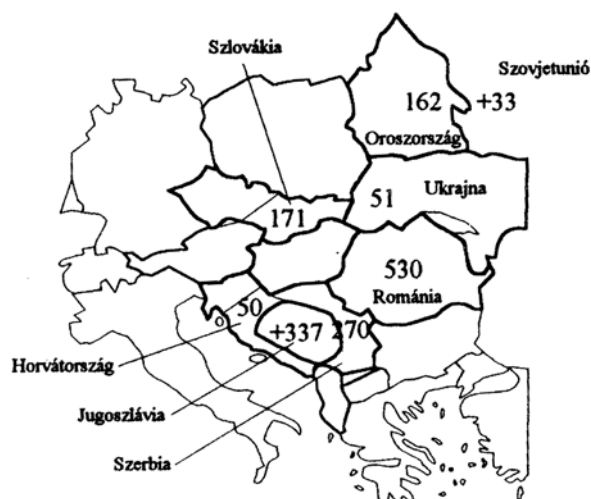 Szlovákia
Szovjetunió
162 +33
Oroszország
51 Ukrajna
171
530
Románia
50
+337 270
Horvátország
Jugoszlávia
Szerbia